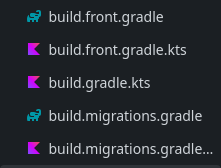 build.front.gradle
build.front.gradle.kts
build.gradle.kts
build.migrations.gradle
build.migrations.gradle...